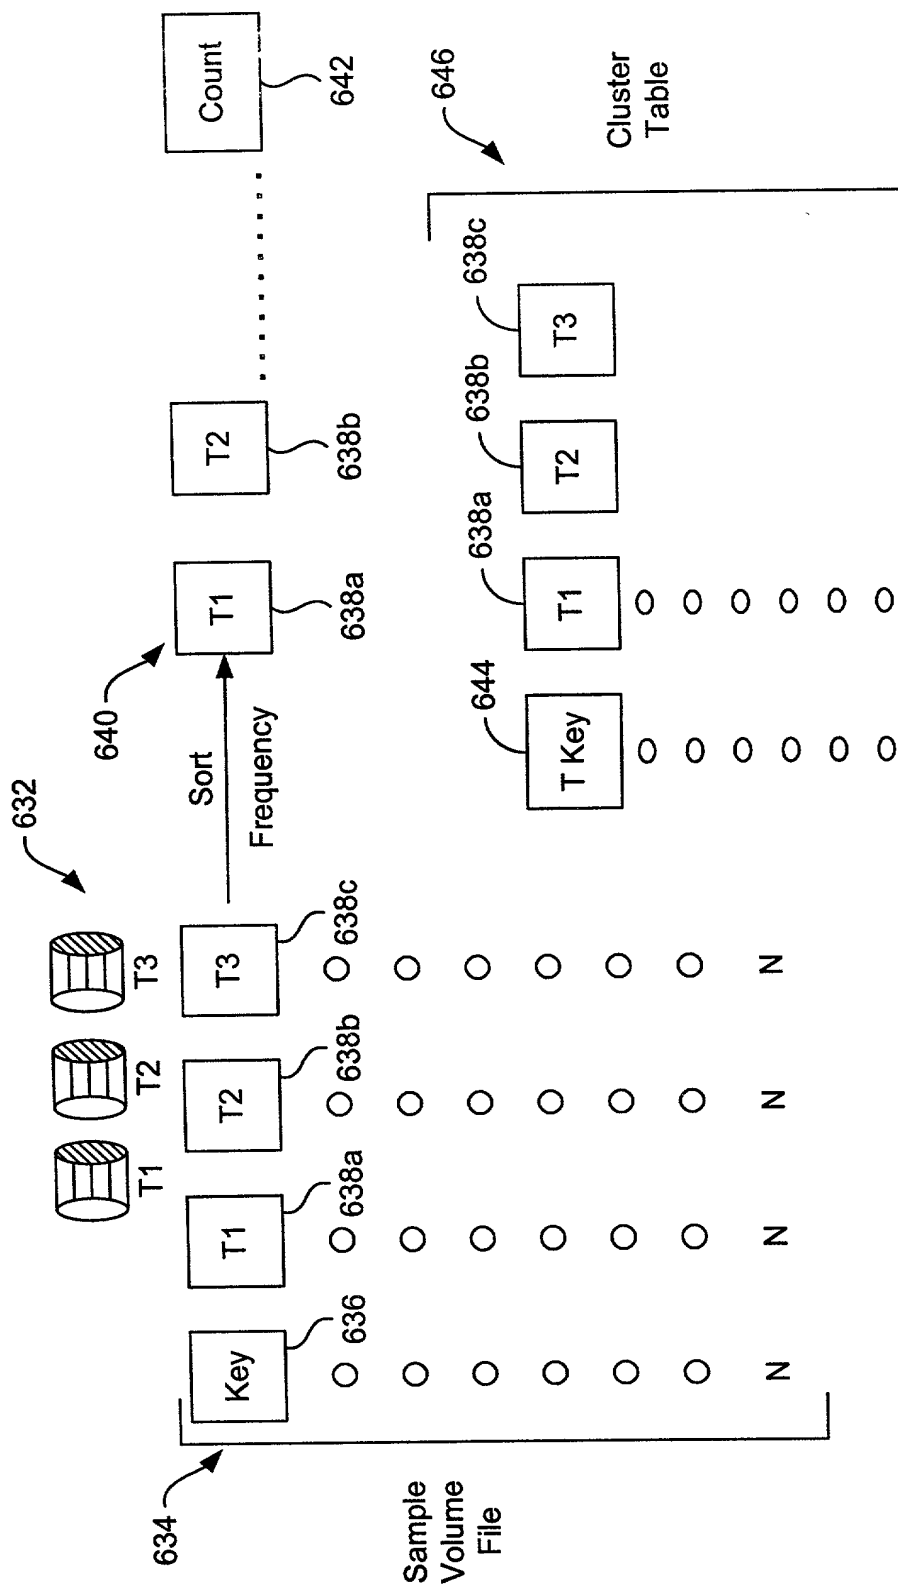 632
T1
T2
T3
634
Key
T1
T2
T3
636
638a
638b
638c
N
N
N
N
Sample
Volume
File
Sort
Frequency
640
T1
T2
Count
638a
638b
642
644
638a
638b
638c
646
T Key
T1
T2
T3
Cluster
Table